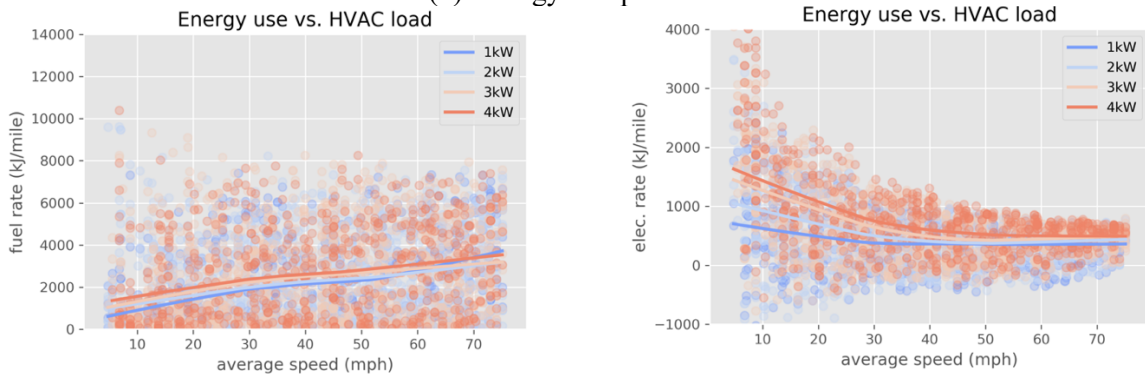 Energy use vs. HVAC load
14000
12000
10000
8000
6000
4000
2000
0
fuel rate (kJ/mile)
10 20 30 40 50 60 70
average speed (mph)
1kW
2kW
3kW
4kW
Energy use vs. HVAC load
4000
3000
2000
1000
0
−1000
elec. rate (kJ/mile)
10 20 30 40 50 60 70
average speed (mph)
1kW
2kW
3kW
4kW